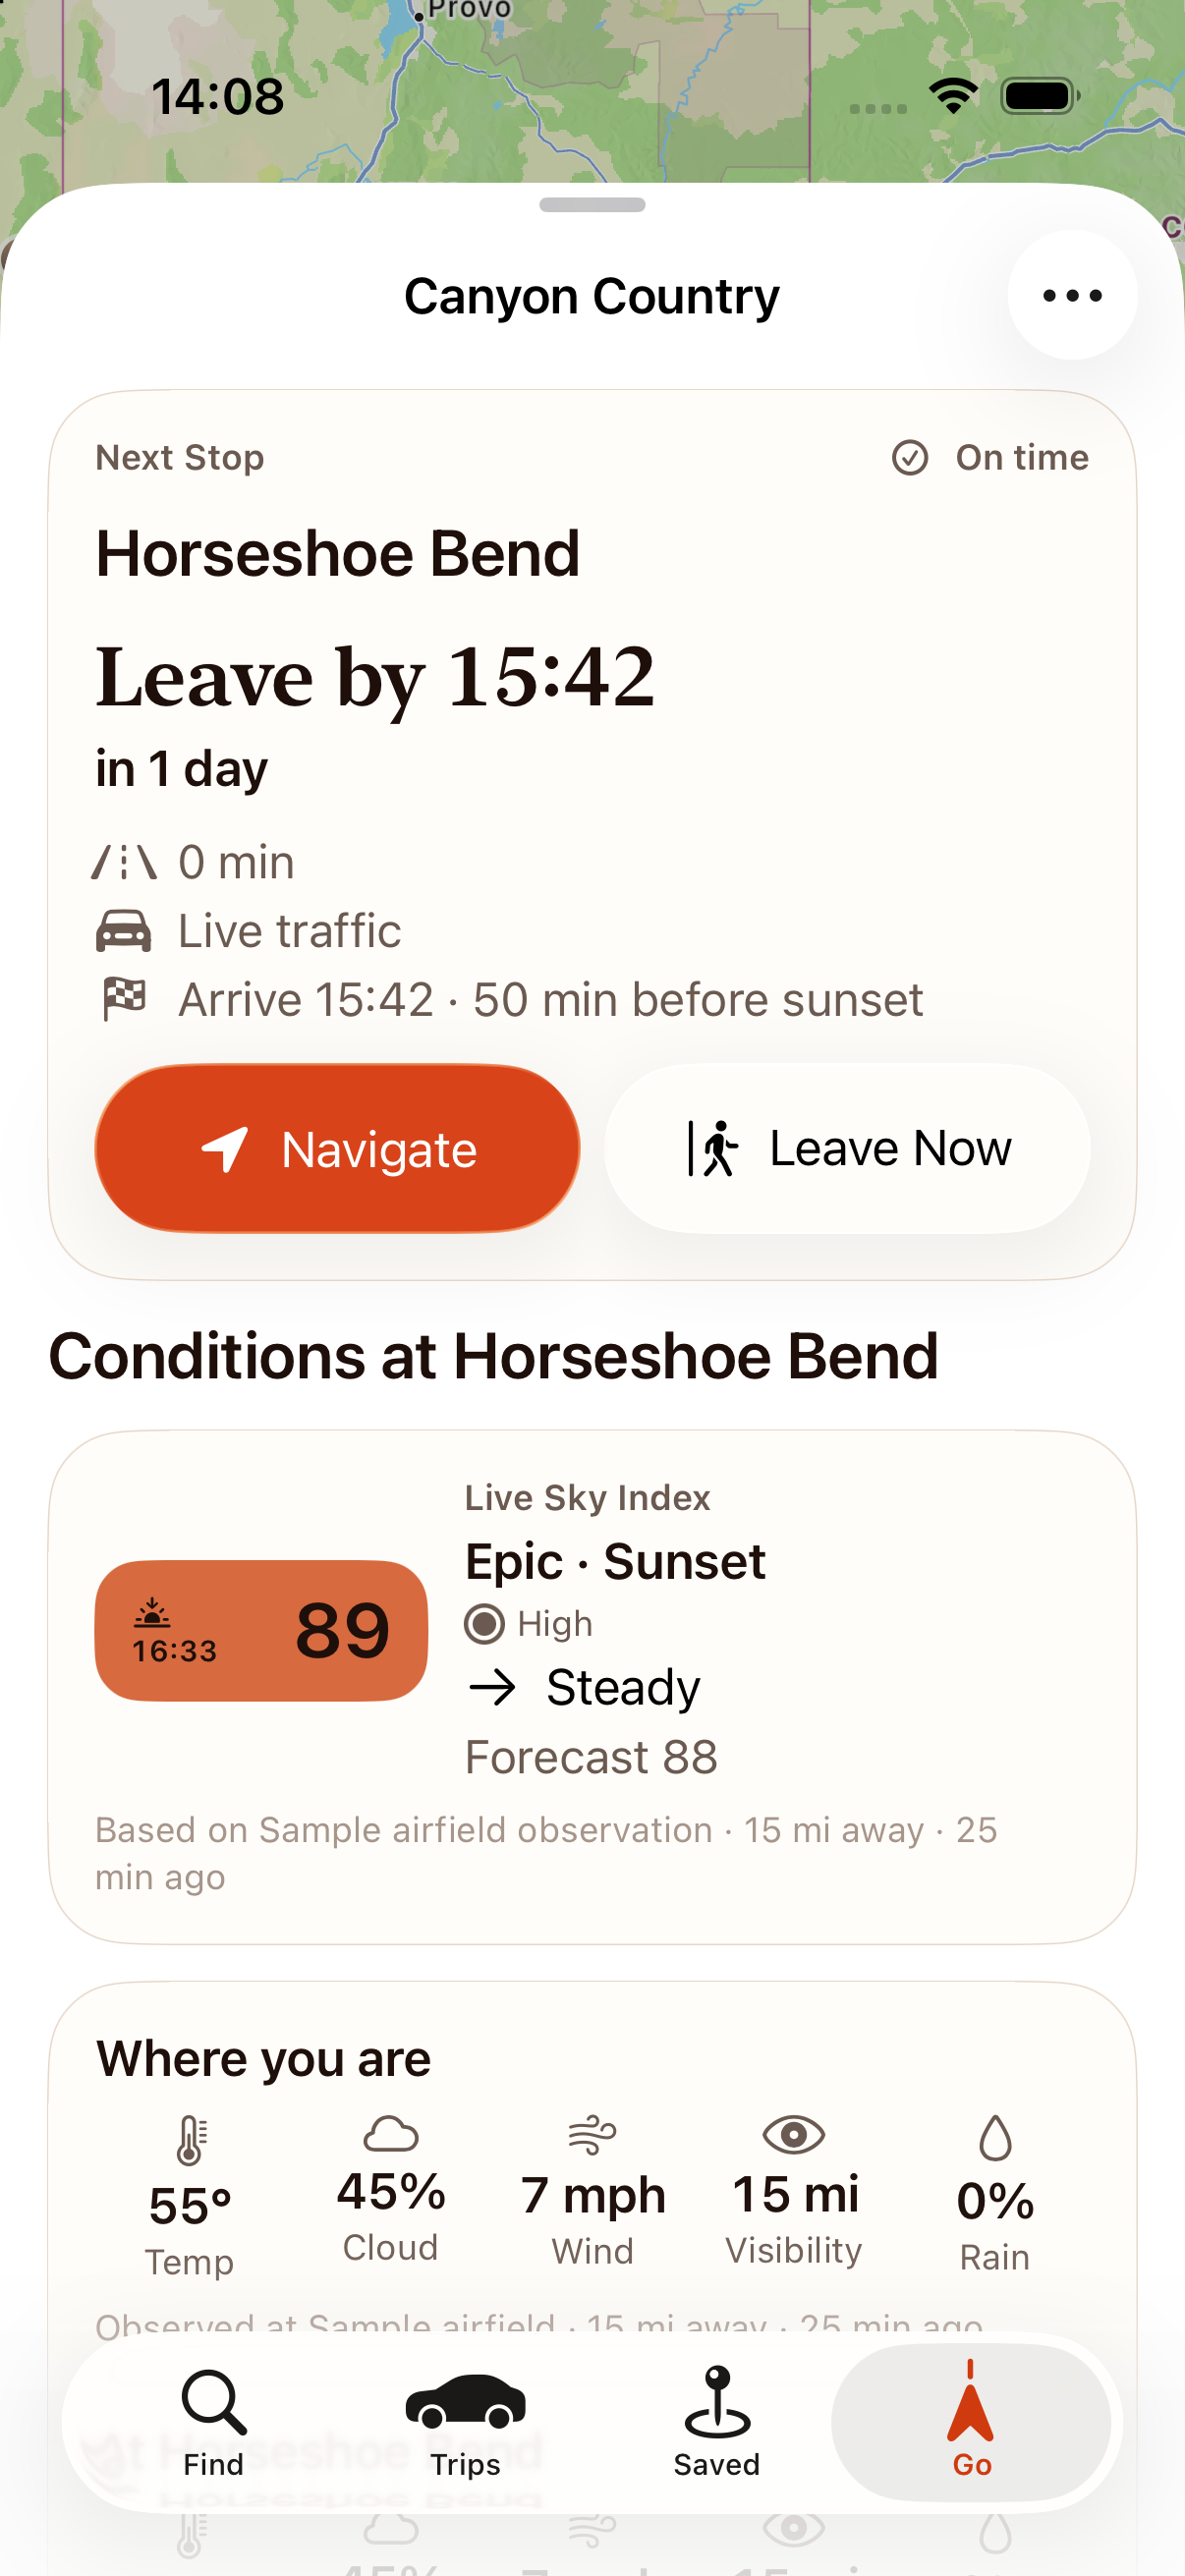 Provo
14:08
Canyon Country
Next Stop
On time
Horseshoe Bend
Leave by 15:42
in 1 day
0 min
Live traffic
Arrive 15:42 · 50 min before sunset
Navigate
Leave Now
Conditions at Horseshoe Bend
Live Sky Index
Epic · Sunset
16:33
89
High
Steady
Forecast 88
Based on Sample airfield observation · 15 mi away · 25
min ago
Where you are
55°
45%
7 mph
15 mi
0%
Temp
Cloud
Wind
Visibility
Rain
Observed at Sample airfield · 15 mi away · 25 min ago
At Horseshoe Bend
Find
Trips
Saved
Go